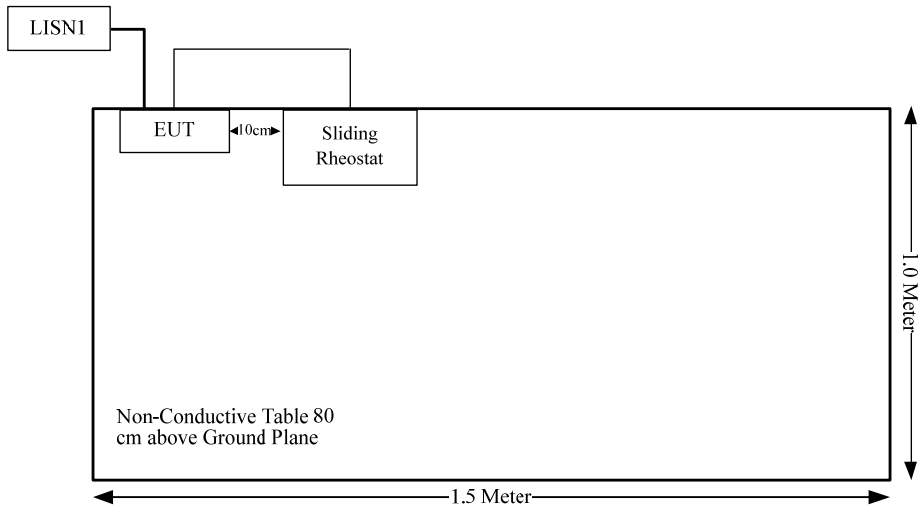 LISN1
EUT
10cm
Sliding
Rheostat
1.0 Meter
Non-Conductive Table 80
cm above Ground Plane
1.5 Meter